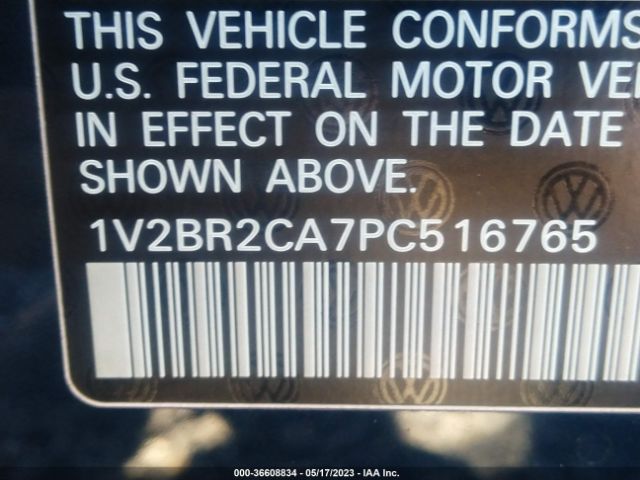 THIS VEHICLE CONFORMS
U.S. FEDERAL MOTOR
IN EFFECT ON THE DATE
SHOWN ABOVE.
1V2BR2CA7PC516765
000-36608834 - 05/17/2023 - IAA Inc.